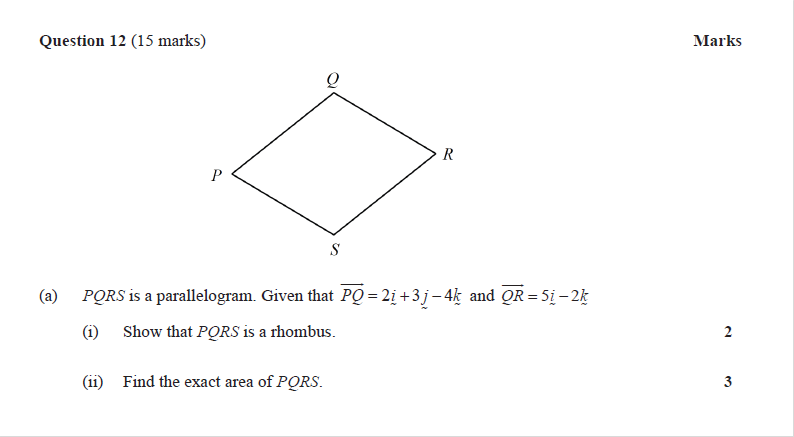 Question 12 (15 marks) Marks
Q
R
P
S
(a) PQRS is a parallelogram. Given that $\overrightarrow{PQ} = 2\underset{\sim}{i} + 3\underset{\sim}{j} - 4\underset{\sim}{k}$ and $\overrightarrow{QR} = 5\underset{\sim}{i} - 2\underset{\sim}{k}$
(i) Show that PQRS is a rhombus. 2
(ii) Find the exact area of PQRS. 3